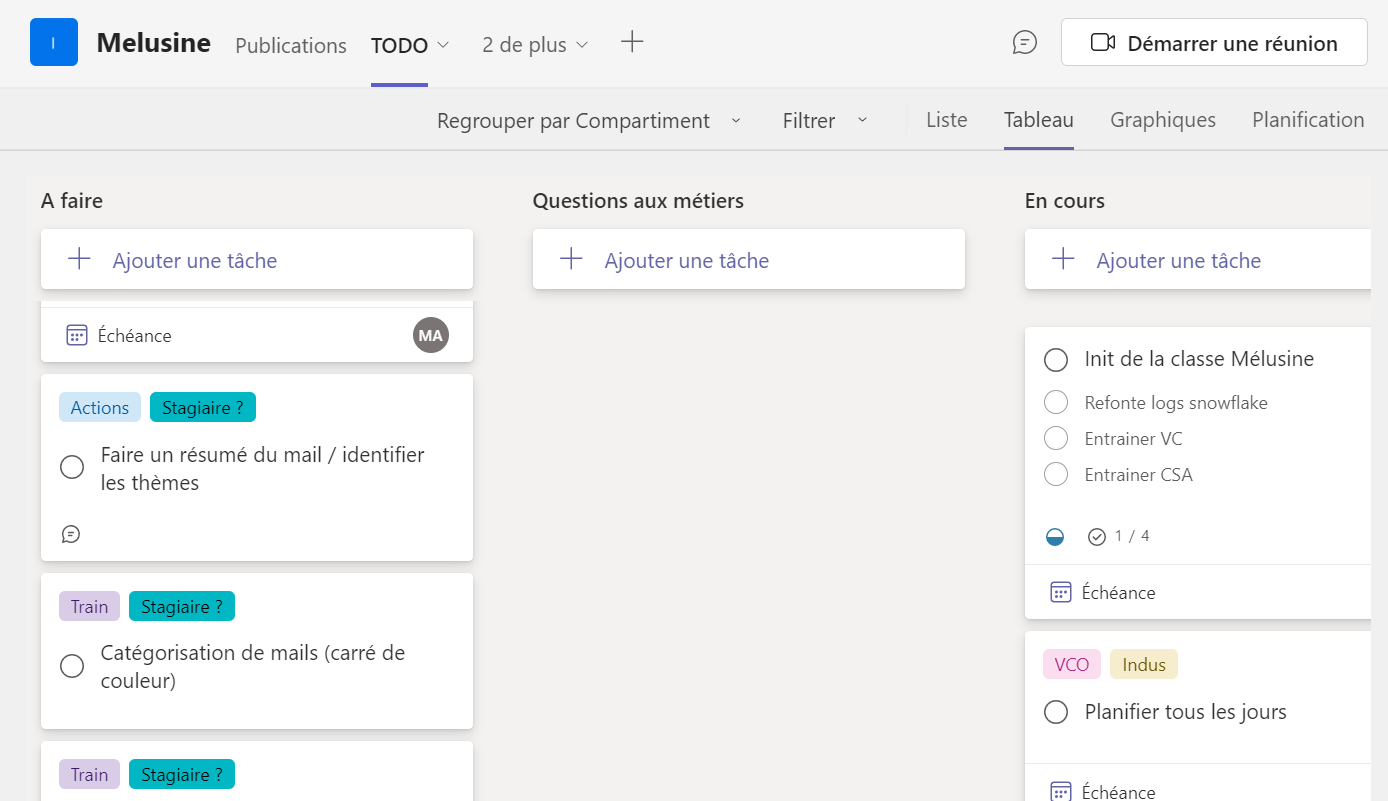 I
Melusine
Publications
TODO
2 de plus
Démarrer une réunion
Regrouper par Compartiment
Filtrer
Liste
Tableau
Graphiques
Planification
A faire
Ajouter une tâche
Échéance
MA
Actions
Stagiaire ?
Faire un résumé du mail / identifier
les thèmes
Train
Stagiaire ?
Catégorisation de mails (carré de
couleur)
Train
Stagiaire ?
Questions aux métiers
Ajouter une tâche
En cours
Ajouter une tâche
Init de la classe Mélusine
Refonte logs snowflake
Entrainer VC
Entrainer CSA
1 / 4
Échéance
VCO
Indus
Planifier tous les jours
Échéance